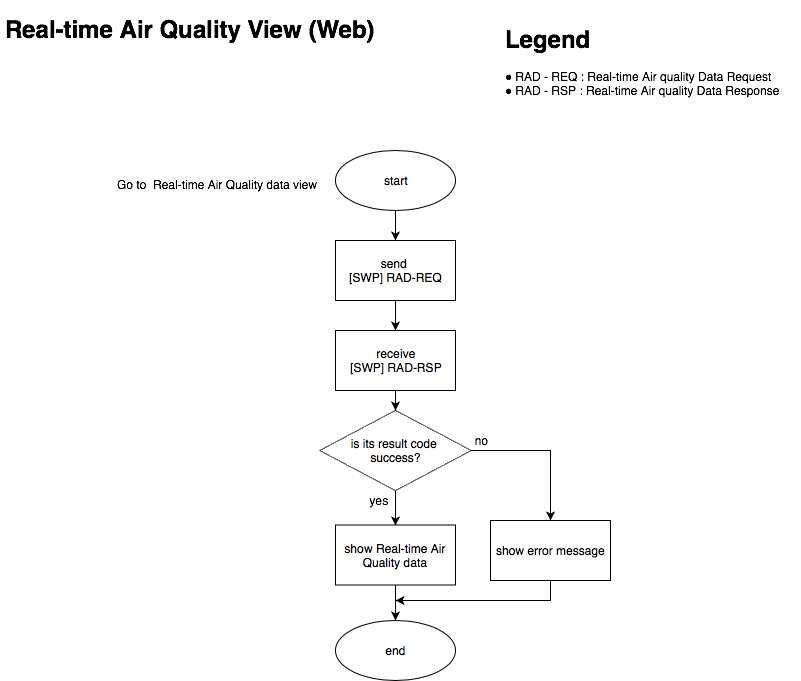 Real-time Air Quality View (Web)
Legend
● RAD - REQ : Real-time Air quality Data Request
● RAD - RSP : Real-time Air quality Data Response
Go to  Real-time Air Quality data view
start
send
[SWP] RAD-REQ
receive
[SWP] RAD-RSP
is its result code
success?
no
yes
show Real-time Air
Quality data
show error message
end